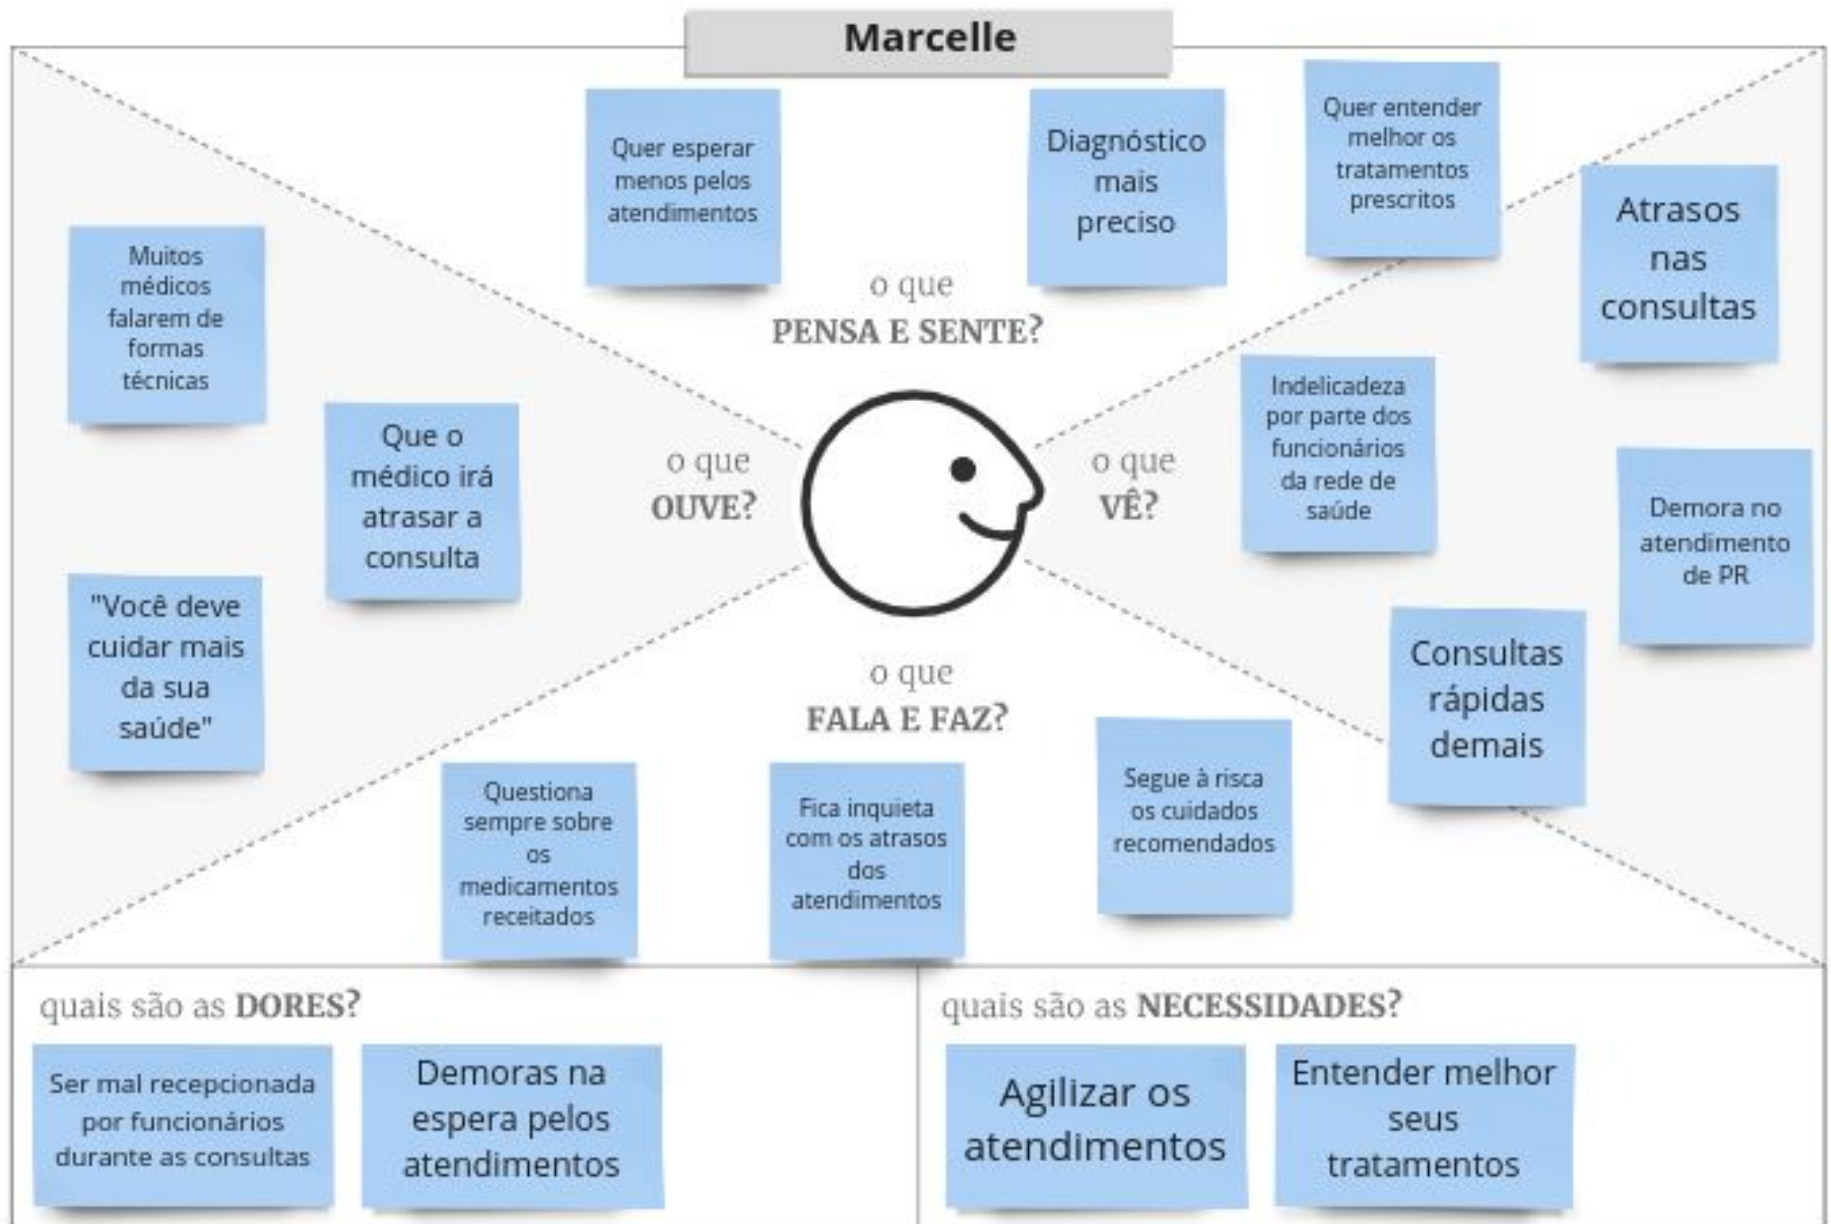 Marcelle
Quer esperar
menos pelos
atendimentos
Diagnóstico
mais
preciso
Quer entender
melhor os
tratamentos
prescritos
o que
PENSA E SENTE?
Muitos
médicos
falarem de
formas
técnicas
Que o
médico irá
atrasar a
consulta
"Você deve
cuidar mais
da sua
saúde"
o que
OUVE?
o que
VÊ?
Atrasos
nas
consultas
Indelicadeza
por parte dos
funcionários
da rede de
saúde
Demora no
atendimento
de PR
Consultas
rápidas
demais
o que
FALA E FAZ?
Questiona
sempre sobre
os
medicamentos
receitados
Fica inquieta
com os atrasos
dos
atendimentos
Segue à risca
os cuidados
recomendados
quais são as DORES?
Ser mal recepcionada
por funcionários
durante as consultas
Demoras na
espera pelos
atendimentos
quais são as NECESSIDADES?
Agilizar os
atendimentos
Entender melhor
seus
tratamentos